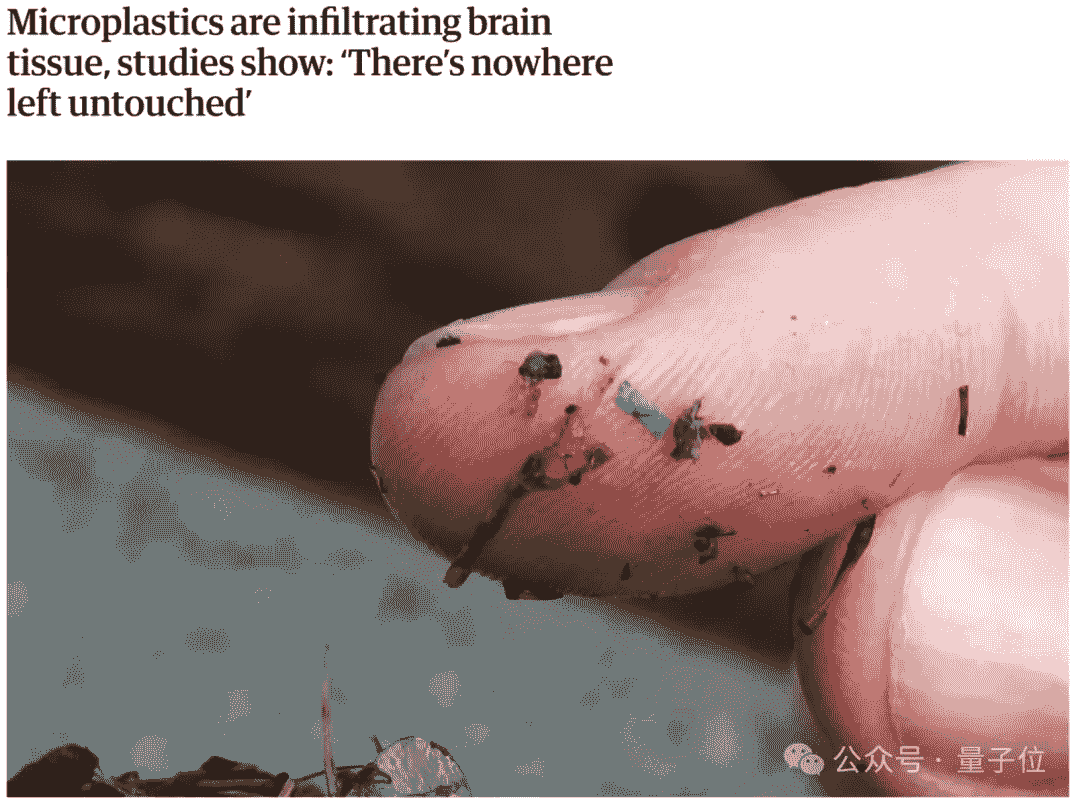 Microplastics are infiltrating brain
tissue, studies show: ‘There’s nowhere
left untouched’
公众号 · 量子位